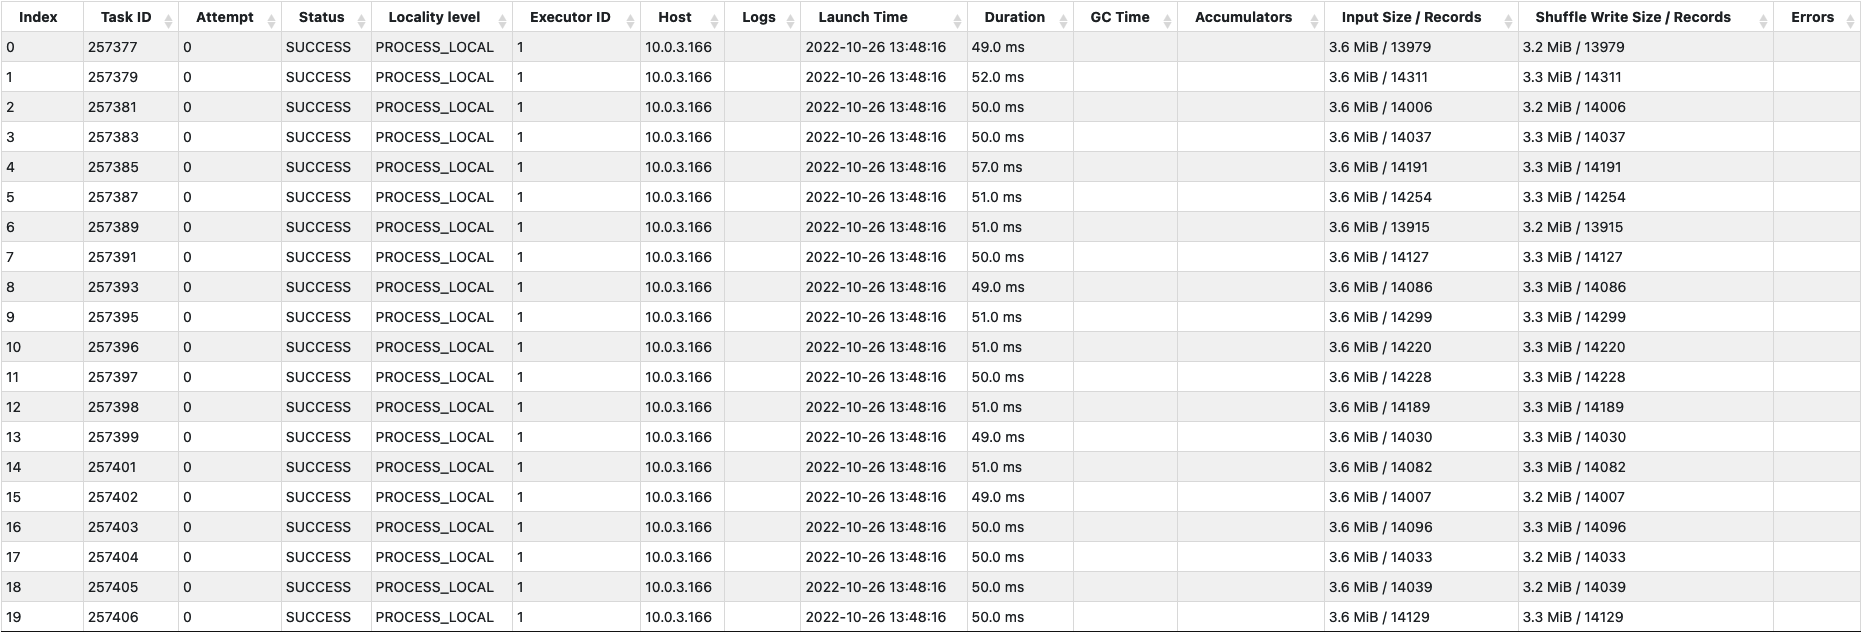 Index Task ID Attempt Status Locality level Executor ID Host Logs Launch Time Duration GC Time Accumulators Input Size / Records Shuffle Write Size / Records Errors
0 257377 0 SUCCESS PROCESS_LOCAL 1 10.0.3.166 2022-10-26 13:48:16 49.0 ms 3.6 MiB / 13979 3.2 MiB / 13979
1 257379 0 SUCCESS PROCESS_LOCAL 1 10.0.3.166 2022-10-26 13:48:16 52.0 ms 3.6 MiB / 14311 3.3 MiB / 14311
2 257381 0 SUCCESS PROCESS_LOCAL 1 10.0.3.166 2022-10-26 13:48:16 50.0 ms 3.6 MiB / 14006 3.2 MiB / 14006
3 257383 0 SUCCESS PROCESS_LOCAL 1 10.0.3.166 2022-10-26 13:48:16 50.0 ms 3.6 MiB / 14037 3.3 MiB / 14037
4 257385 0 SUCCESS PROCESS_LOCAL 1 10.0.3.166 2022-10-26 13:48:16 57.0 ms 3.6 MiB / 14191 3.3 MiB / 14191
5 257387 0 SUCCESS PROCESS_LOCAL 1 10.0.3.166 2022-10-26 13:48:16 51.0 ms 3.6 MiB / 14254 3.3 MiB / 14254
6 257389 0 SUCCESS PROCESS_LOCAL 1 10.0.3.166 2022-10-26 13:48:16 51.0 ms 3.6 MiB / 13915 3.2 MiB / 13915
7 257391 0 SUCCESS PROCESS_LOCAL 1 10.0.3.166 2022-10-26 13:48:16 50.0 ms 3.6 MiB / 14127 3.3 MiB / 14127
8 257393 0 SUCCESS PROCESS_LOCAL 1 10.0.3.166 2022-10-26 13:48:16 49.0 ms 3.6 MiB / 14086 3.3 MiB / 14086
9 257395 0 SUCCESS PROCESS_LOCAL 1 10.0.3.166 2022-10-26 13:48:16 51.0 ms 3.6 MiB / 14299 3.3 MiB / 14299
10 257396 0 SUCCESS PROCESS_LOCAL 1 10.0.3.166 2022-10-26 13:48:16 51.0 ms 3.6 MiB / 14220 3.3 MiB / 14220
11 257397 0 SUCCESS PROCESS_LOCAL 1 10.0.3.166 2022-10-26 13:48:16 50.0 ms 3.6 MiB / 14228 3.3 MiB / 14228
12 257398 0 SUCCESS PROCESS_LOCAL 1 10.0.3.166 2022-10-26 13:48:16 51.0 ms 3.6 MiB / 14189 3.3 MiB / 14189
13 257399 0 SUCCESS PROCESS_LOCAL 1 10.0.3.166 2022-10-26 13:48:16 49.0 ms 3.6 MiB / 14030 3.3 MiB / 14030
14 257401 0 SUCCESS PROCESS_LOCAL 1 10.0.3.166 2022-10-26 13:48:16 51.0 ms 3.6 MiB / 14082 3.3 MiB / 14082
15 257402 0 SUCCESS PROCESS_LOCAL 1 10.0.3.166 2022-10-26 13:48:16 49.0 ms 3.6 MiB / 14007 3.2 MiB / 14007
16 257403 0 SUCCESS PROCESS_LOCAL 1 10.0.3.166 2022-10-26 13:48:16 50.0 ms 3.6 MiB / 14096 3.3 MiB / 14096
17 257404 0 SUCCESS PROCESS_LOCAL 1 10.0.3.166 2022-10-26 13:48:16 50.0 ms 3.6 MiB / 14033 3.2 MiB / 14033
18 257405 0 SUCCESS PROCESS_LOCAL 1 10.0.3.166 2022-10-26 13:48:16 50.0 ms 3.6 MiB / 14039 3.2 MiB / 14039
19 257406 0 SUCCESS PROCESS_LOCAL 1 10.0.3.166 2022-10-26 13:48:16 50.0 ms 3.6 MiB / 14129 3.3 MiB / 14129